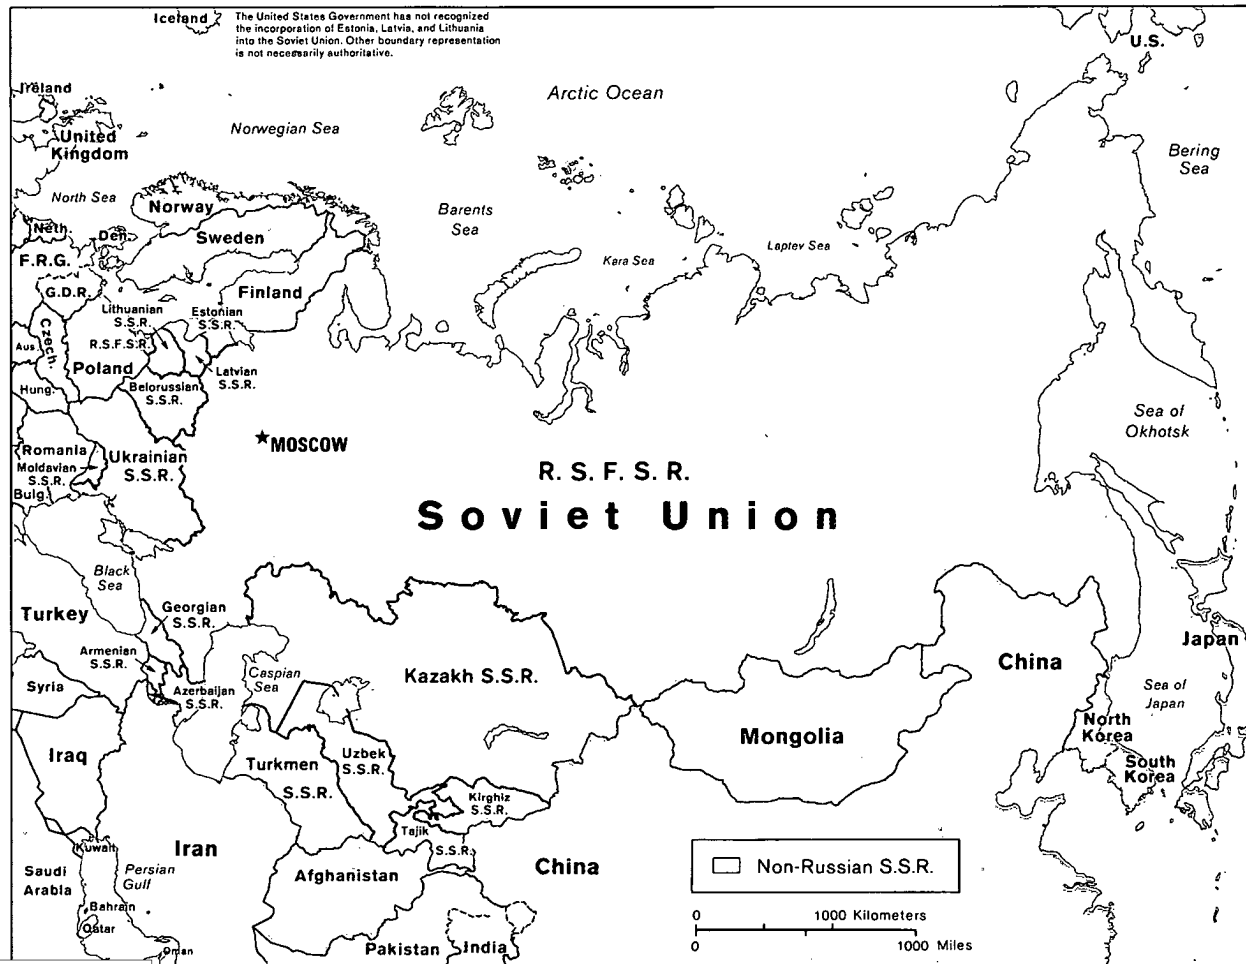 Iceland
The United States Government has not recognized
the incorporation of Estonia, Latvia, and Lithuania
into the Soviet Union. Other boundary representation
is not necessarily authoritative.
U.S.
Ireland
Arctic Ocean
United
Kingdom
Norwegian Sea
Bering
Sea
North Sea
Norway
Barents
Sea
Neth.
Den.
Sweden
Laptev Sea
F.R.G.
Kara Sea
G.D.R.
Finland
Lithuanian
S.S.R.
Estonian
S.S.R.
Czech.
Aus.
R.S.F.S.R.
Poland
Latvian
S.S.R.
Hung.
Belorussian
S.S.R.
Sea of
Okhotsk
★MOSCOW
Romania
Ukrainian
S.S.R.
Moldavian
S.S.R.
Bulg.
R. S. F. S. R.
Soviet Union
Black
Sea
Turkey
Georgian
S.S.R.
Japan
Armenian
S.S.R.
China
Caspian
Sea
Kazakh S.S.R.
Syria
Azerbaijan
S.S.R.
Sea of
Japan
North
Korea
Mongolia
Iraq
Turkmen
S.S.R.
Uzbek
S.S.R.
South
Korea
Kirghiz
S.S.R.
Tajik
S.S.R.
Kuwait
Iran
China
Saudi
Arabia
Persian
Gulf
Afghanistan
Non-Russian S.S.R.
Bahrain
Qatar
Oman
Pakistan
India
0 1000 Kilometers
0 1000 Miles